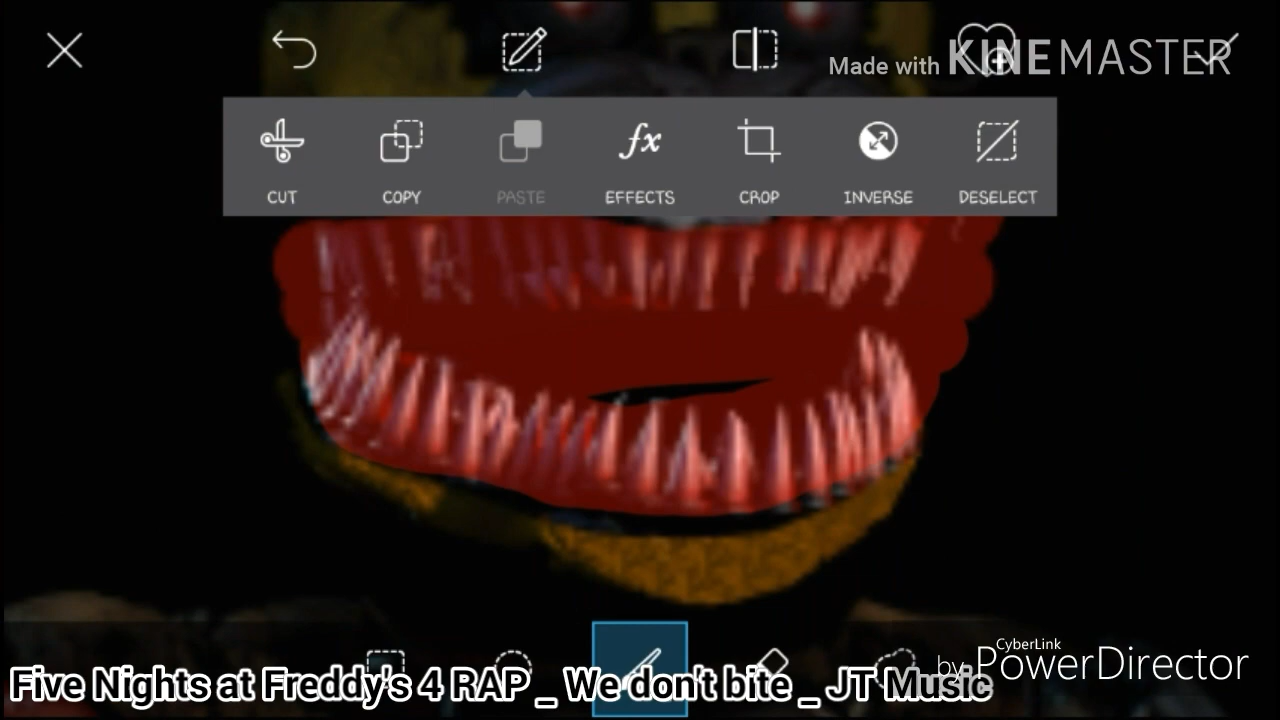 Made with KINEMASTER
CUT COPY PASTE EFFECTS CROP INVERSE DESELECT
CyberLink
by PowerDirector
Five Nights at Freddy's 4 RAP _ We don't bite _ JT Music